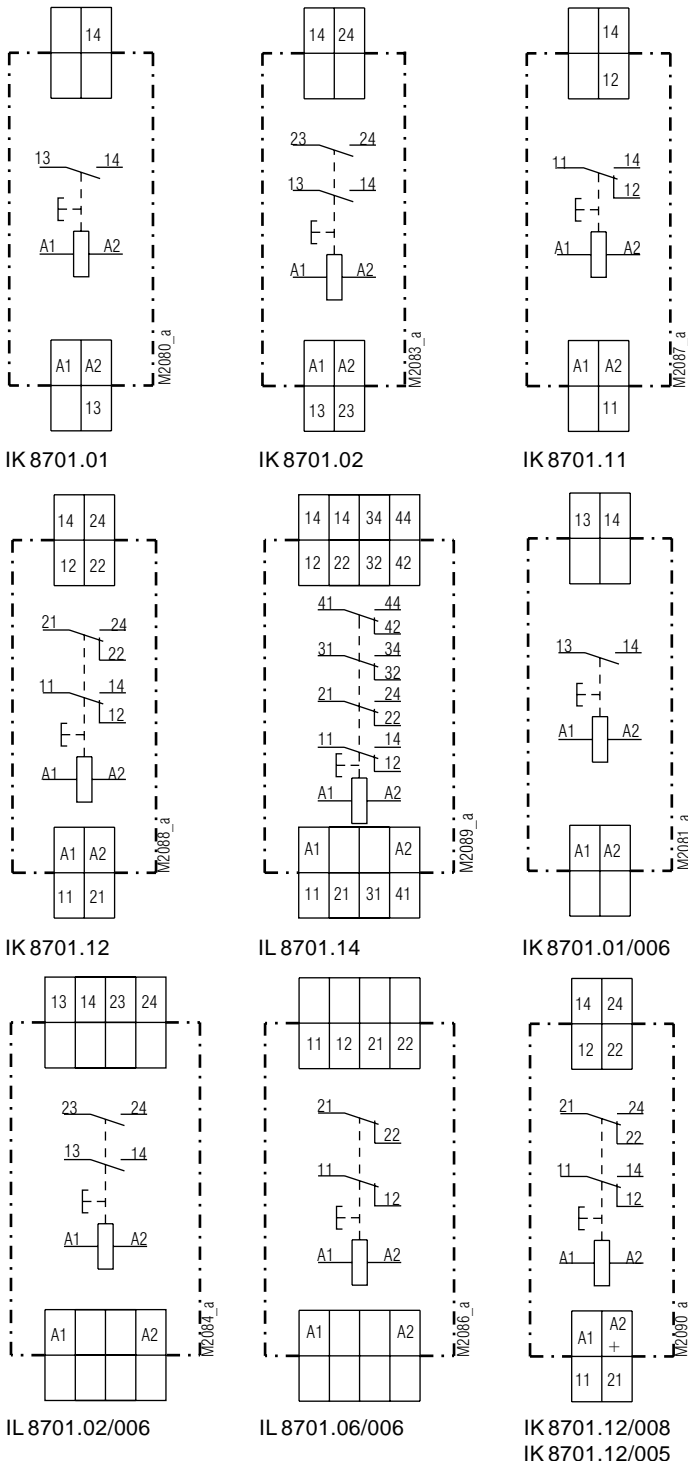 14
13 14
A1 A2
A1 A2
13
M2080_a
IK 8701.01
14 24
23 24
13 14
A1 A2
A1 A2
13 23
M2083_a
IK 8701.02
14
12
11 14
12
A1 A2
A1 A2
11
M2087_a
IK 8701.11
14 24
12 22
21 24
22
11 14
12
A1 A2
A1 A2
11 21
M2088_a
IK 8701.12
14 14 34 44
12 22 32 42
41 44
42
31 34
32
21 24
22
11 14
12
A1 A2
A1 A2
11 21 31 41
M2089_a
IL 8701.14
13 14
13 14
A1 A2
A1 A2
M2081_a
IK 8701.01/006
13 14 23 24
23 24
13 14
A1 A2
A1 A2
M2084_a
IL 8701.02/006
11 12 21 22
21
22
11
12
A1 A2
A1 A2
M2086_a
IL 8701.06/006
14 24
12 22
21 24
22
11 14
12
A1 A2
A1 A2
+
11 21
M2090_a
IK 8701.12/008
IK 8701.12/005